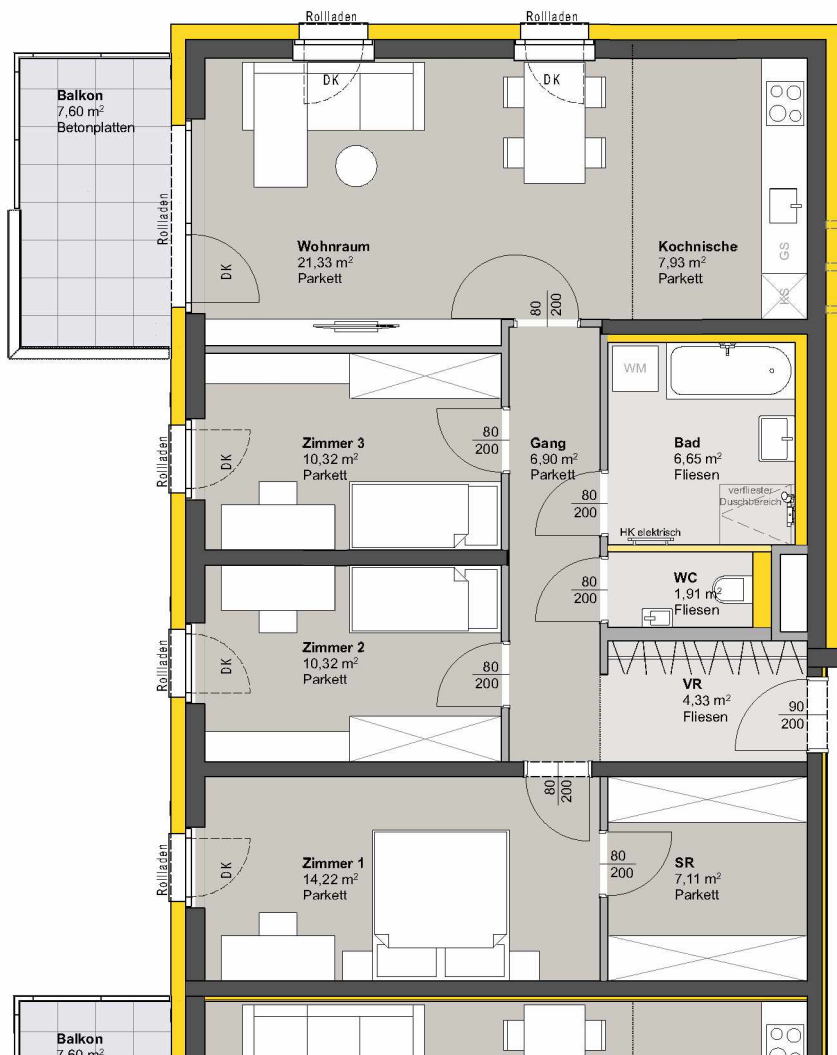 Rollladen
Rollladen
DK
DK
Balkon
7,60 m²
Betonplatten
Rollladen
DK
Wohnraum
21,33 m²
Parkett
Kochnische
7,93 m²
Parkett
GS
KS
80
200
WM
Rollladen
DK
Zimmer 3
10,32 m²
Parkett
80
200
Gang
6,90 m²
Parkett
Bad
6,65 m²
Fliesen
80
200
verfliester
Duschbereich
HK elektrisch
80
200
WC
1,91 m²
Fliesen
Rollladen
DK
Zimmer 2
10,32 m²
Parkett
80
200
VR
4,33 m²
Fliesen
90
200
80
200
Rollladen
DK
Zimmer 1
14,22 m²
Parkett
80
200
SR
7,11 m²
Parkett
Balkon
7,60 m²